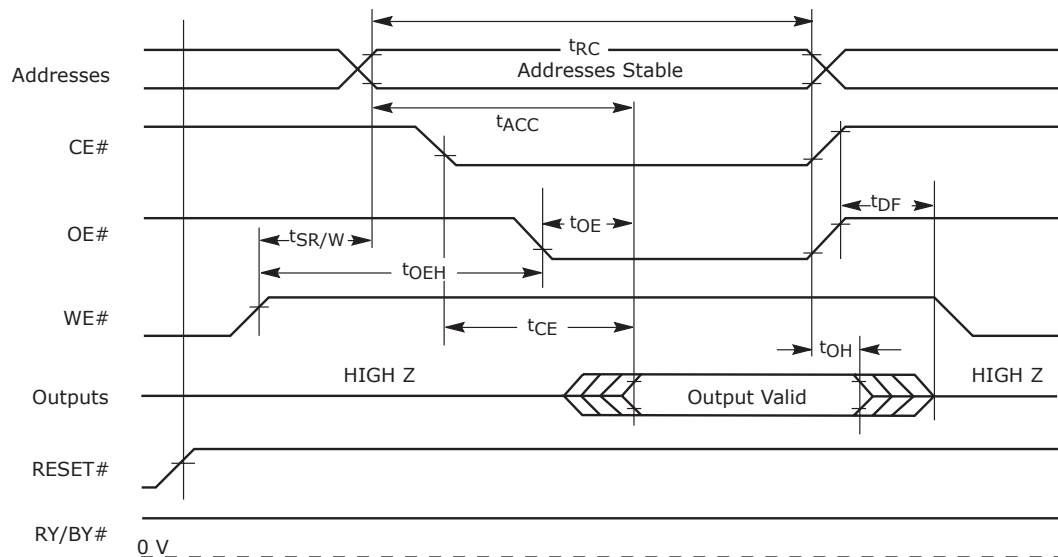 tRC
Addresses
Addresses Stable
tACC
CE#
tDF
OE#
tOE
tSR/W
tOEH
WE#
tCE
tOH
HIGH Z
HIGH Z
Outputs
Output Valid
RESET#
RY/BY#
0 V